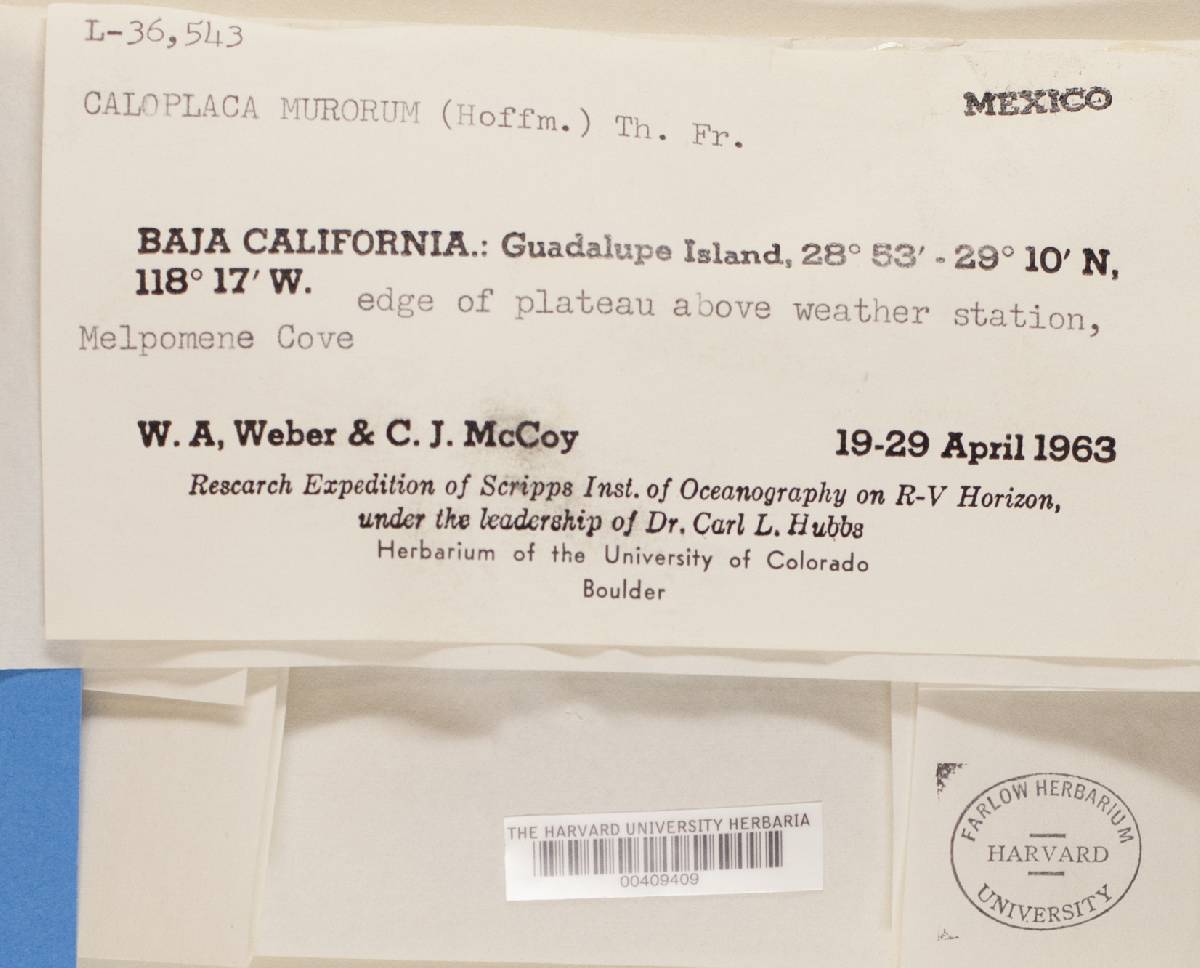 L-36,543
CALOPLACA MURORUM (Hoffm.) Th. Fr.
MEXICO
BAJA CALIFORNIA.: Guadalupe Island, 28° 53′ - 29° 10′ N,
118° 17′ W.
edge of plateau above weather station,
Melpomene Cove
W. A, Weber & C. J. McCoy
19-29 April 1963
Research Expedition of Scripps Inst. of Oceanography on R-V Horizon,
under the leadership of Dr. Carl L. Hubbs
Herbarium of the University of Colorado
Boulder
THE HARVARD UNIVERSITY HERBARIA
00409409
FARLOW HERBARIUM
HARVARD
UNIVERSITY